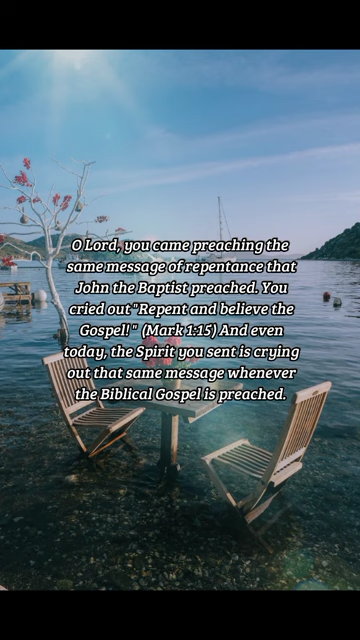 O Lord, you came preaching the
same message of repentance that
John the Baptist preached. You
cried out "Repent and believe the
Gospel!" (Mark 1:15) And even
today, the Spirit you sent is crying
out that same message whenever
the Biblical Gospel is preached.